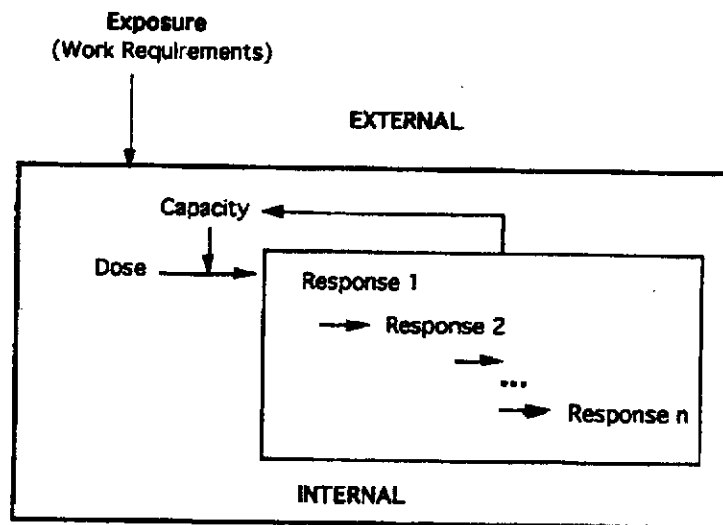 Exposure
(Work Requirements)
EXTERNAL
Capacity
Dose
Response 1
Response 2
...
Response n
INTERNAL